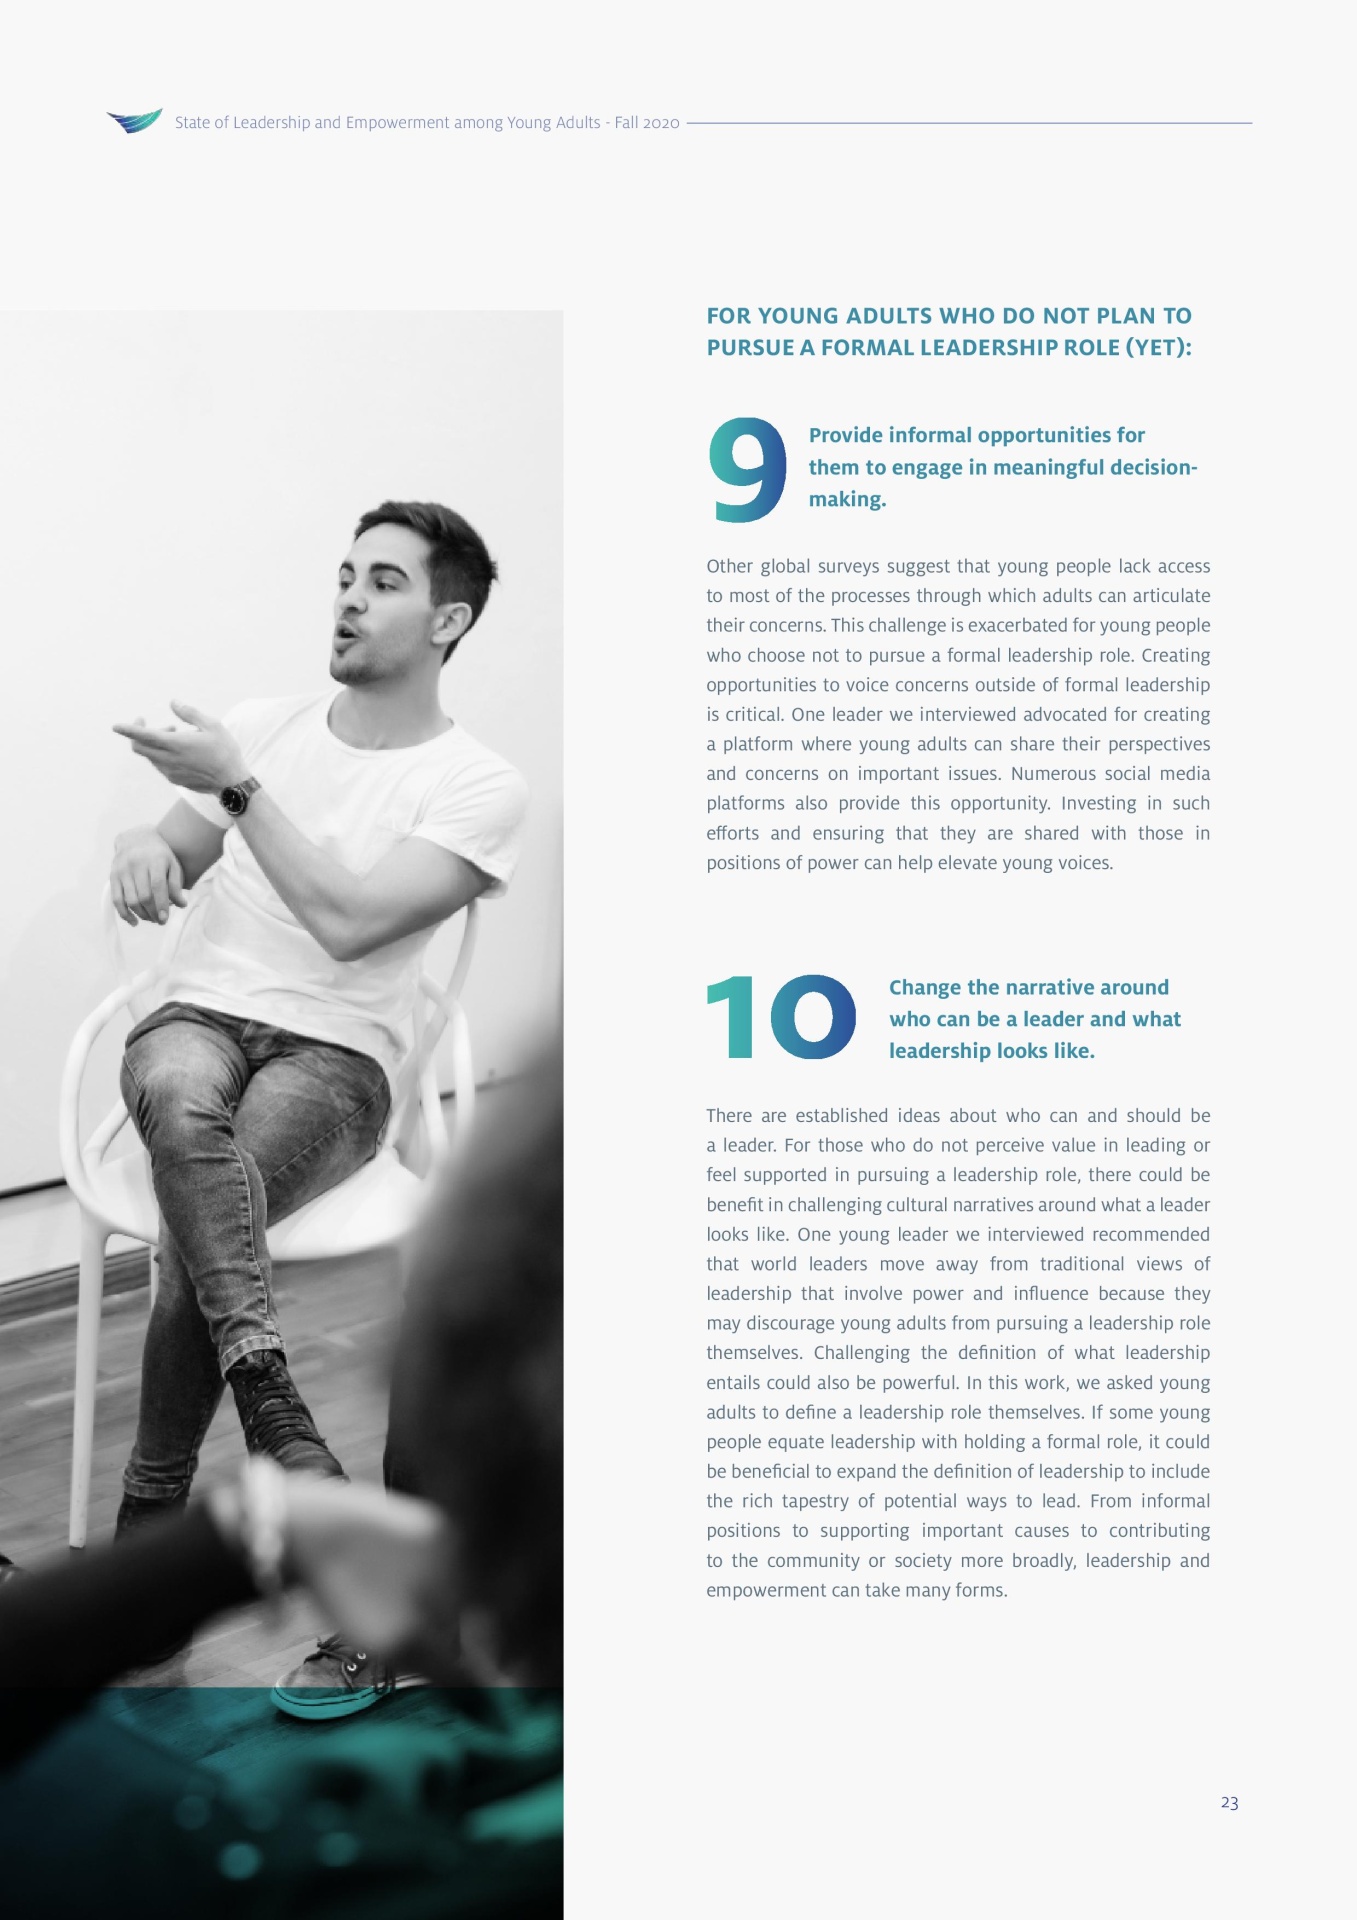 State of Leadership and Empowerment among Young Adults - Fall 2020
FOR YOUNG ADULTS WHO DO NOT PLAN TO
PURSUE A FORMAL LEADERSHIP ROLE (YET):
9
Provide informal opportunities for
them to engage in meaningful decision-
making.
Other global surveys suggest that young people lack access
to most of the processes through which adults can articulate
their concerns. This challenge is exacerbated for young people
who choose not to pursue a formal leadership role. Creating
opportunities to voice concerns outside of formal leadership
is critical. One leader we interviewed advocated for creating
a platform where young adults can share their perspectives
and concerns on important issues. Numerous social media
platforms also provide this opportunity. Investing in such
efforts and ensuring that they are shared with those in
positions of power can help elevate young voices.
10
Change the narrative around
who can be a leader and what
leadership looks like.
There are established ideas about who can and should be
a leader. For those who do not perceive value in leading or
feel supported in pursuing a leadership role, there could be
benefit in challenging cultural narratives around what a leader
looks like. One young leader we interviewed recommended
that world leaders move away from traditional views of
leadership that involve power and influence because they
may discourage young adults from pursuing a leadership role
themselves. Challenging the definition of what leadership
entails could also be powerful. In this work, we asked young
adults to define a leadership role themselves. If some young
people equate leadership with holding a formal role, it could
be beneficial to expand the definition of leadership to include
the rich tapestry of potential ways to lead. From informal
positions to supporting important causes to contributing
to the community or society more broadly, leadership and
empowerment can take many forms.
23